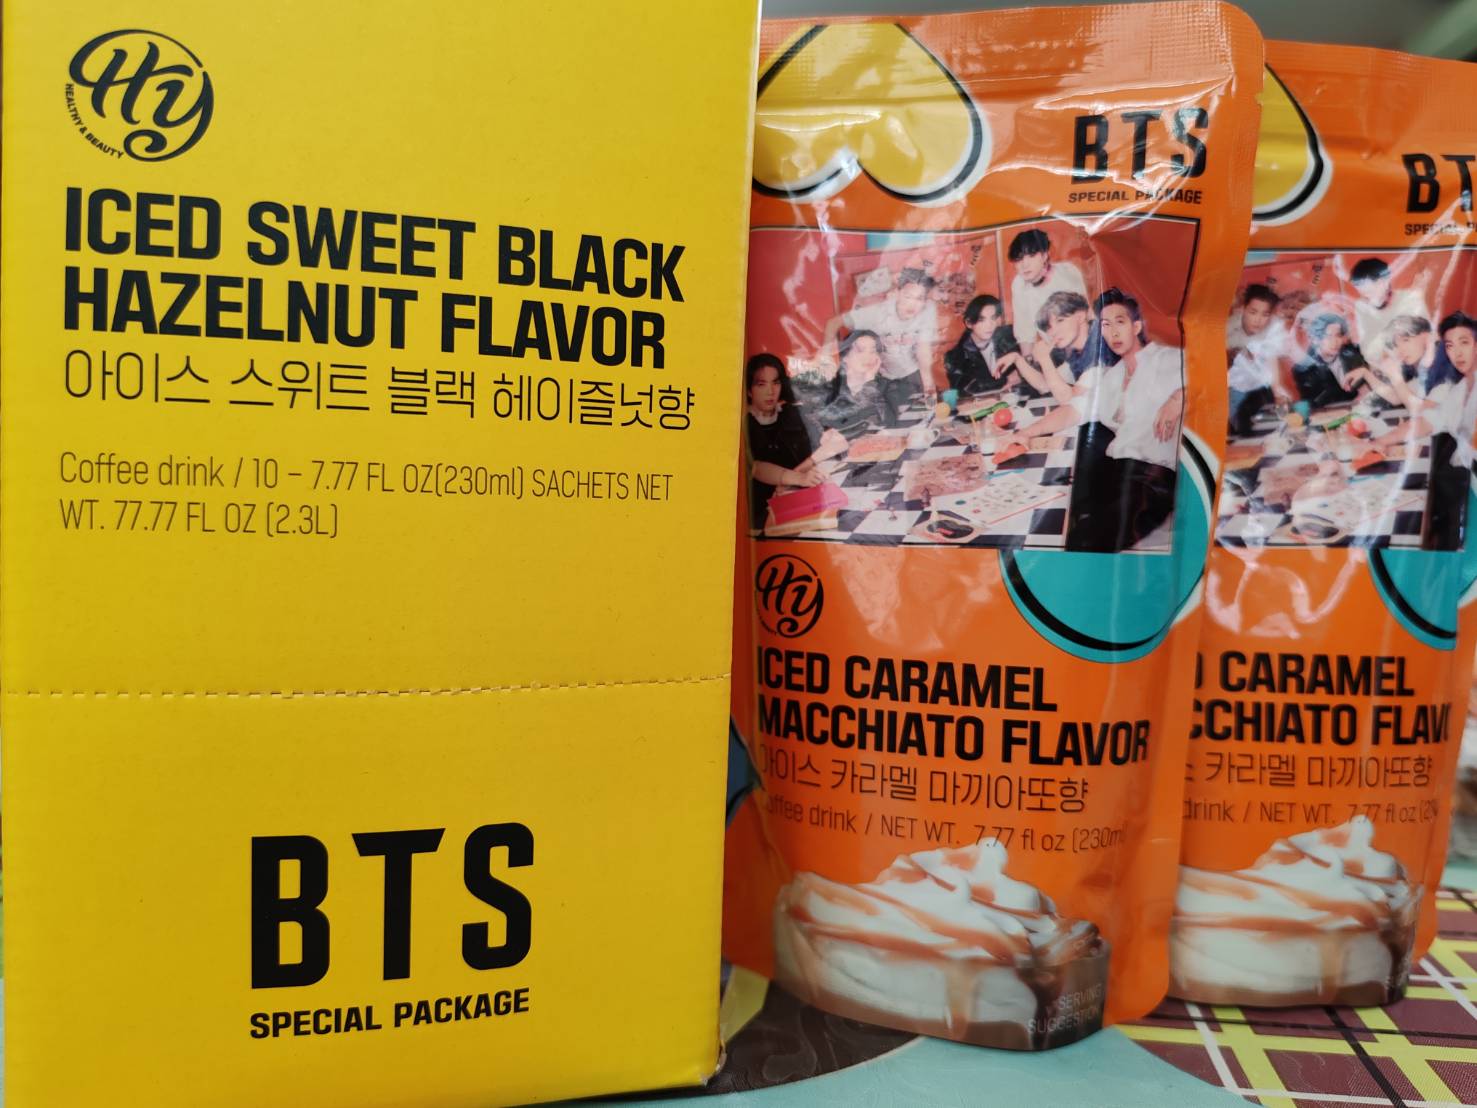 Hy
HEALTHY & BEAUTY
ICED SWEET BLACK
HAZELNUT FLAVOR
아이스 스위트 블랙 헤이즐넛향
Coffee drink / 10 – 7.77 FL OZ(230ml) SACHETS NET
WT. 77.77 FL OZ (2.3L)
BTS
SPECIAL PACKAGE
BTS
SPECIAL PACKAGE
Hy
ICED CARAMEL
MACCHIATO FLAVOR
아이스 카라멜 마끼아또향
Coffee drink / NET WT. 7.77 fl oz (230ml
SERVING
SUGGESTION
BT
CARAMEL
CCHIATO FLAV
카라멜 마끼아또향
drink / NET WT. 7.77 fl oz